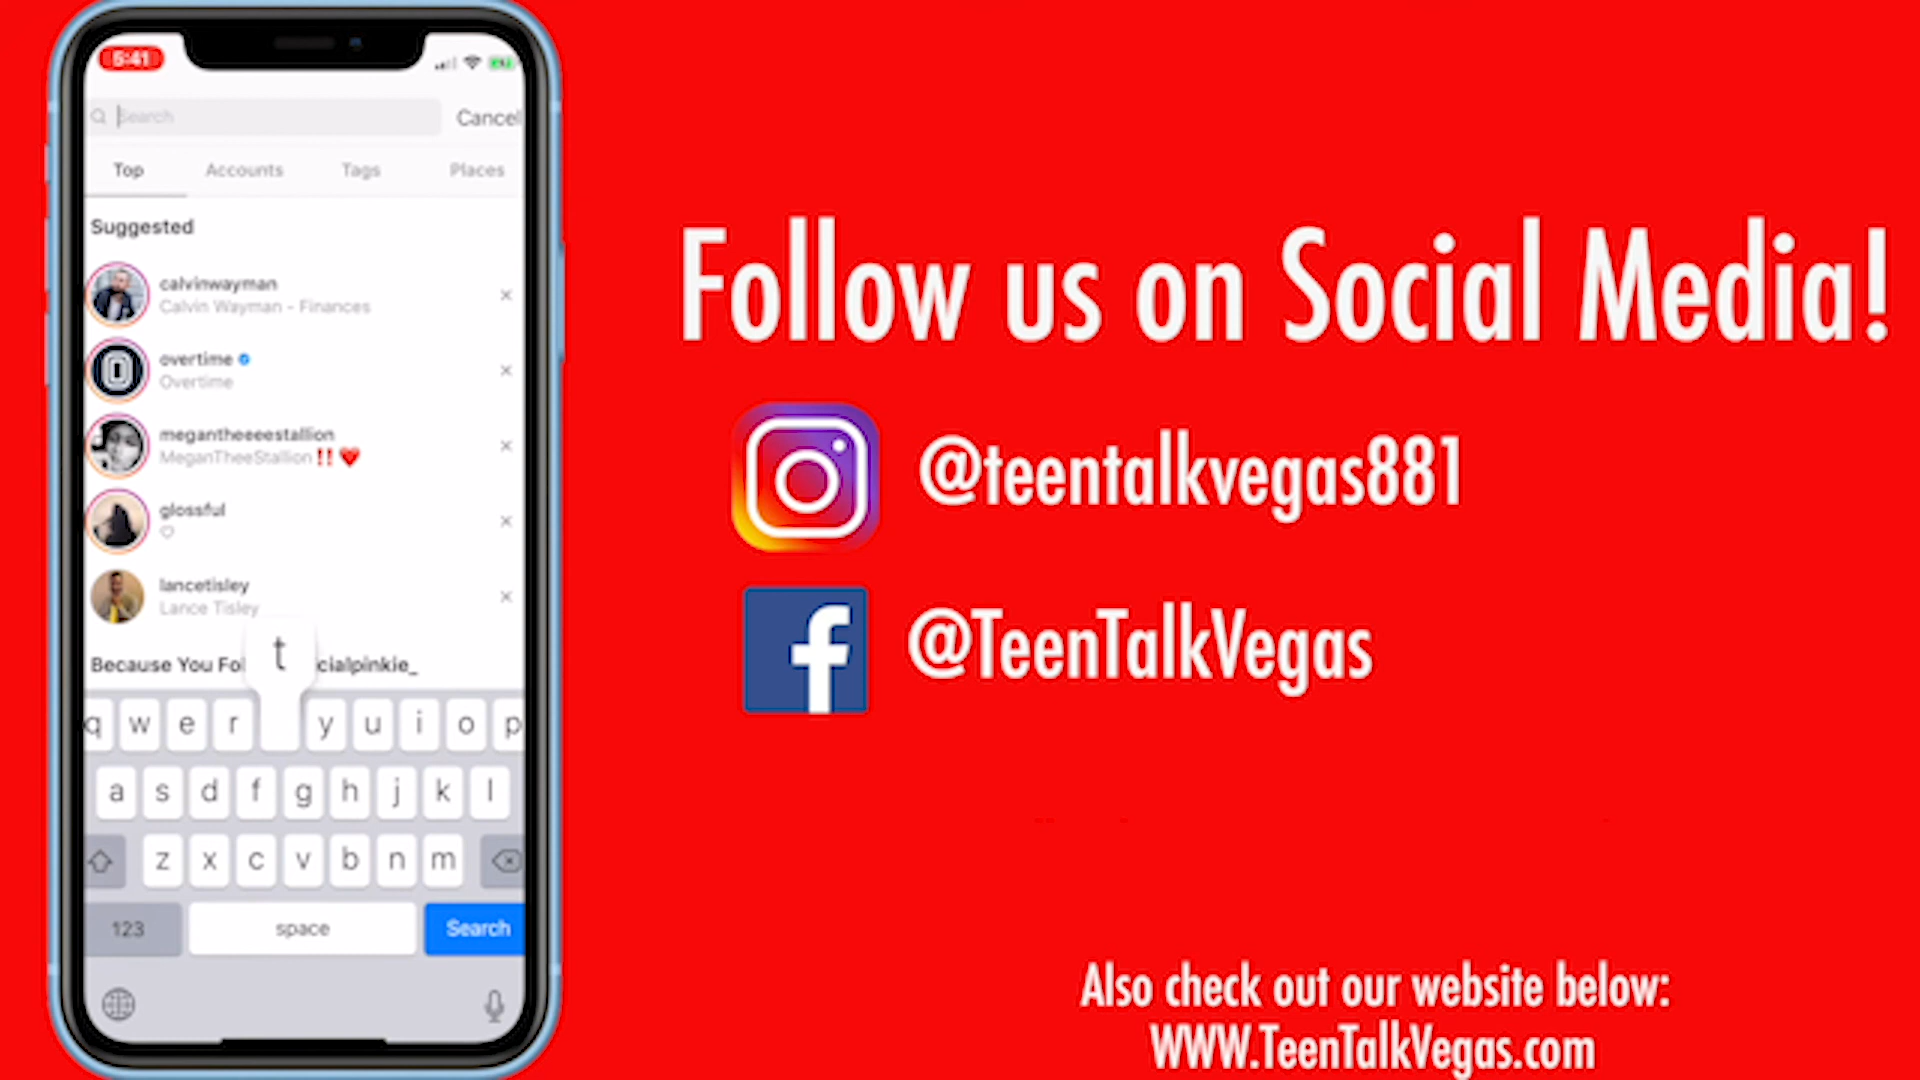 5:41
Search
Cancel
Top Accounts Tags Places
Suggested
calvinwayman
Calvin Wayman - Finances
overtime
Overtime
megantheeeestallion
MeganTheeStallion‼️❤️
glossful
♡
lancetisley
Lance Tisley
Because You Fol cialpinkie_
t
q w e r y u i o p
a s d f g h j k l
z x c v b n m
123 space Search
Follow us on Social Media!
@teentalkvegas881
f @TeenTalkVegas
Also check out our website below:
WWW.TeenTalkVegas.com